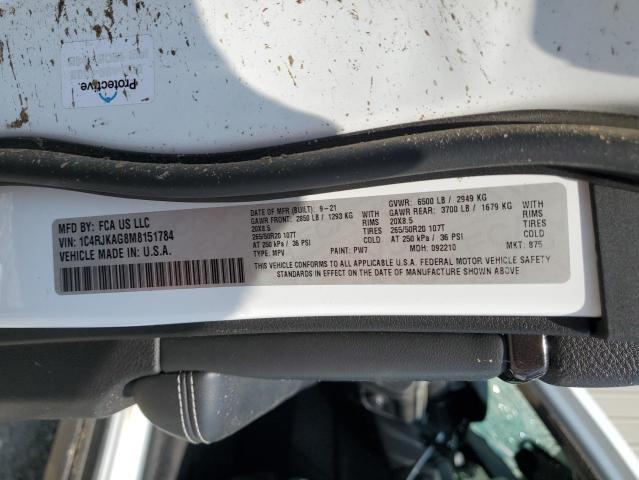 Protective.
MFD BY: FCA US LLC
VIN: 1C4RJKAG8M8151784
VEHICLE MADE IN: U.S.A.
DATE OF MFR (BUILT): 9-21
GAWR FRONT: 2850 LB / 1293 KG WITH
20X8.5 RIMS
265/50R20 107T TIRES
AT 250 kPa / 36 PSI COLD
TYPE: MPV PAINT: PW7
GVWR: 6500 LB / 2949 KG
GAWR REAR: 3700 LB / 1679 KG WITH
20X8.5 RIMS
265/50R20 107T TIRES
AT 250 kPa / 36 PSI COLD
MDH: 092210 MKT: 875
THIS VEHICLE CONFORMS TO ALL APPLICABLE U.S.A. FEDERAL MOTOR VEHICLE SAFETY
STANDARDS IN EFFECT ON THE DATE OF MANUFACTURE SHOWN ABOVE